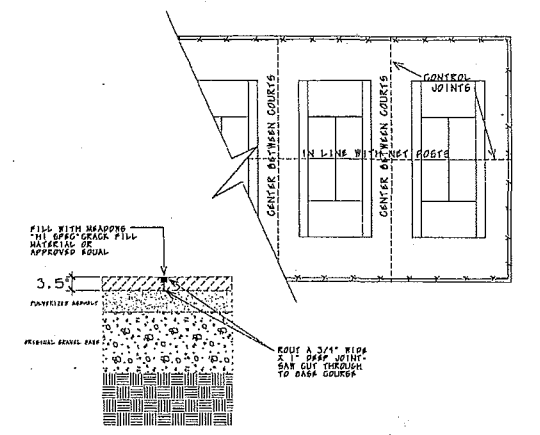 CONTROL
JOINTS
CENTER BETWEEN COURTS
CENTER BETWEEN COURTS
IN LINE WITH NET POSTS
FILL WITH MEADOWS
"HI SPEC" CRACK FILL
MATERIAL OR
APPROVED EQUAL
3.5"
PULVERIZED ASPHALT
ORIGINAL GRAVEL BASE
ROUT A 3/4" WIDE
X 1" DEEP JOINT-
SAW CUT THROUGH
TO BASE COURSE